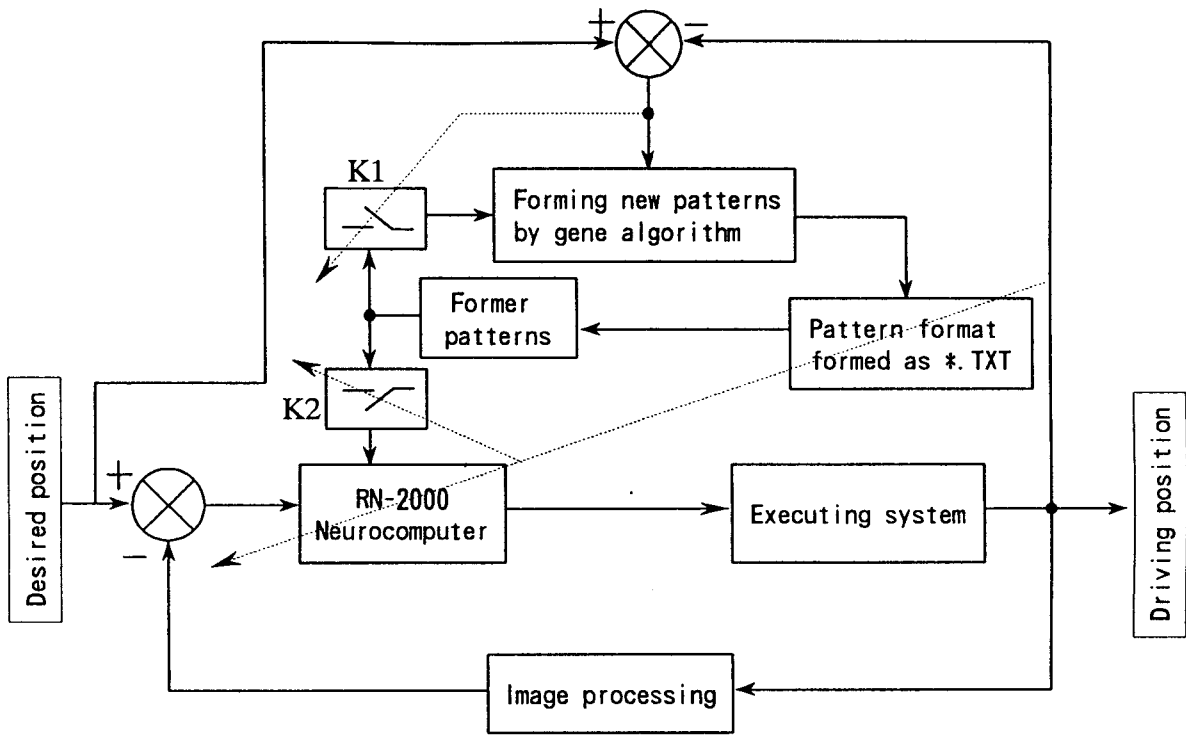 +
−
K1
Forming new patterns
by gene algorithm
Former
patterns
Pattern format
formed as *.TXT
K2
Desired position
+
−
RN-2000
Neurocomputer
Executing system
Driving position
Image processing